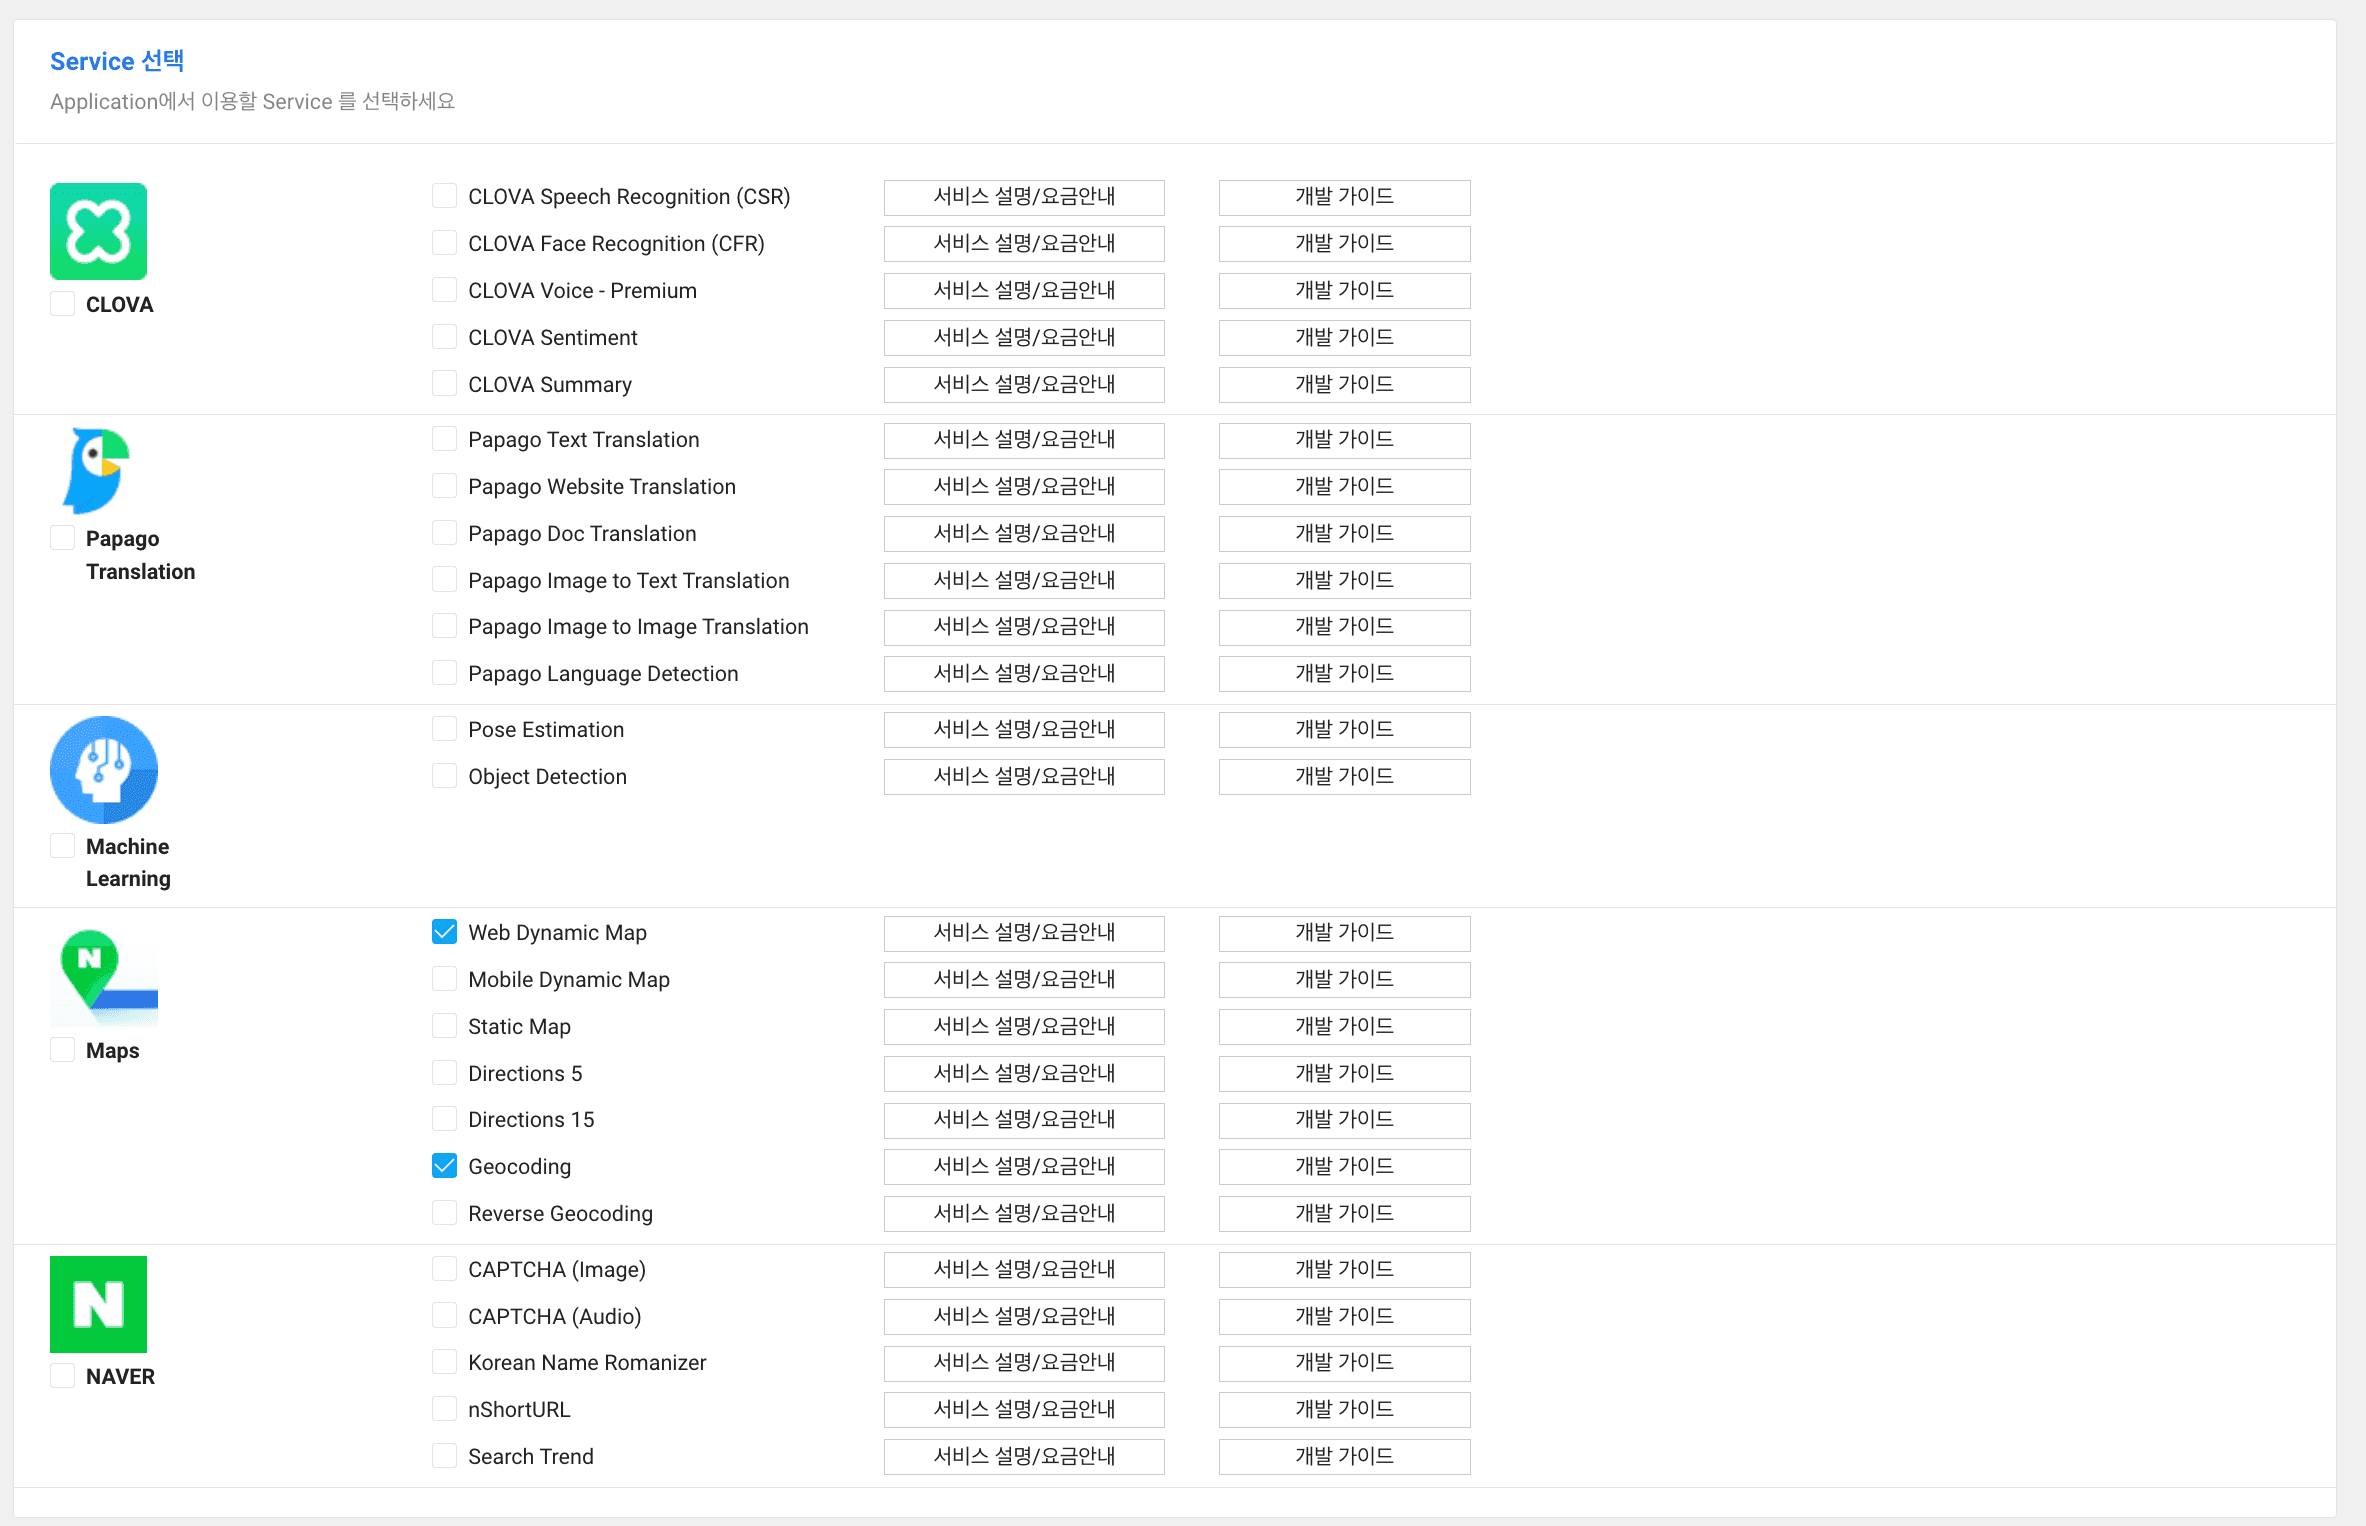 Service 선택
Application에서 이용할 Service 를 선택하세요
CLOVA
CLOVA Speech Recognition (CSR) 서비스 설명/요금안내 개발 가이드
CLOVA Face Recognition (CFR) 서비스 설명/요금안내 개발 가이드
CLOVA Voice - Premium 서비스 설명/요금안내 개발 가이드
CLOVA Sentiment 서비스 설명/요금안내 개발 가이드
CLOVA Summary 서비스 설명/요금안내 개발 가이드
Papago
Translation
Papago Text Translation 서비스 설명/요금안내 개발 가이드
Papago Website Translation 서비스 설명/요금안내 개발 가이드
Papago Doc Translation 서비스 설명/요금안내 개발 가이드
Papago Image to Text Translation 서비스 설명/요금안내 개발 가이드
Papago Image to Image Translation 서비스 설명/요금안내 개발 가이드
Papago Language Detection 서비스 설명/요금안내 개발 가이드
Machine
Learning
Pose Estimation 서비스 설명/요금안내 개발 가이드
Object Detection 서비스 설명/요금안내 개발 가이드
N
Maps
Web Dynamic Map 서비스 설명/요금안내 개발 가이드
Mobile Dynamic Map 서비스 설명/요금안내 개발 가이드
Static Map 서비스 설명/요금안내 개발 가이드
Directions 5 서비스 설명/요금안내 개발 가이드
Directions 15 서비스 설명/요금안내 개발 가이드
Geocoding 서비스 설명/요금안내 개발 가이드
Reverse Geocoding 서비스 설명/요금안내 개발 가이드
N
NAVER
CAPTCHA (Image) 서비스 설명/요금안내 개발 가이드
CAPTCHA (Audio) 서비스 설명/요금안내 개발 가이드
Korean Name Romanizer 서비스 설명/요금안내 개발 가이드
nShortURL 서비스 설명/요금안내 개발 가이드
Search Trend 서비스 설명/요금안내 개발 가이드